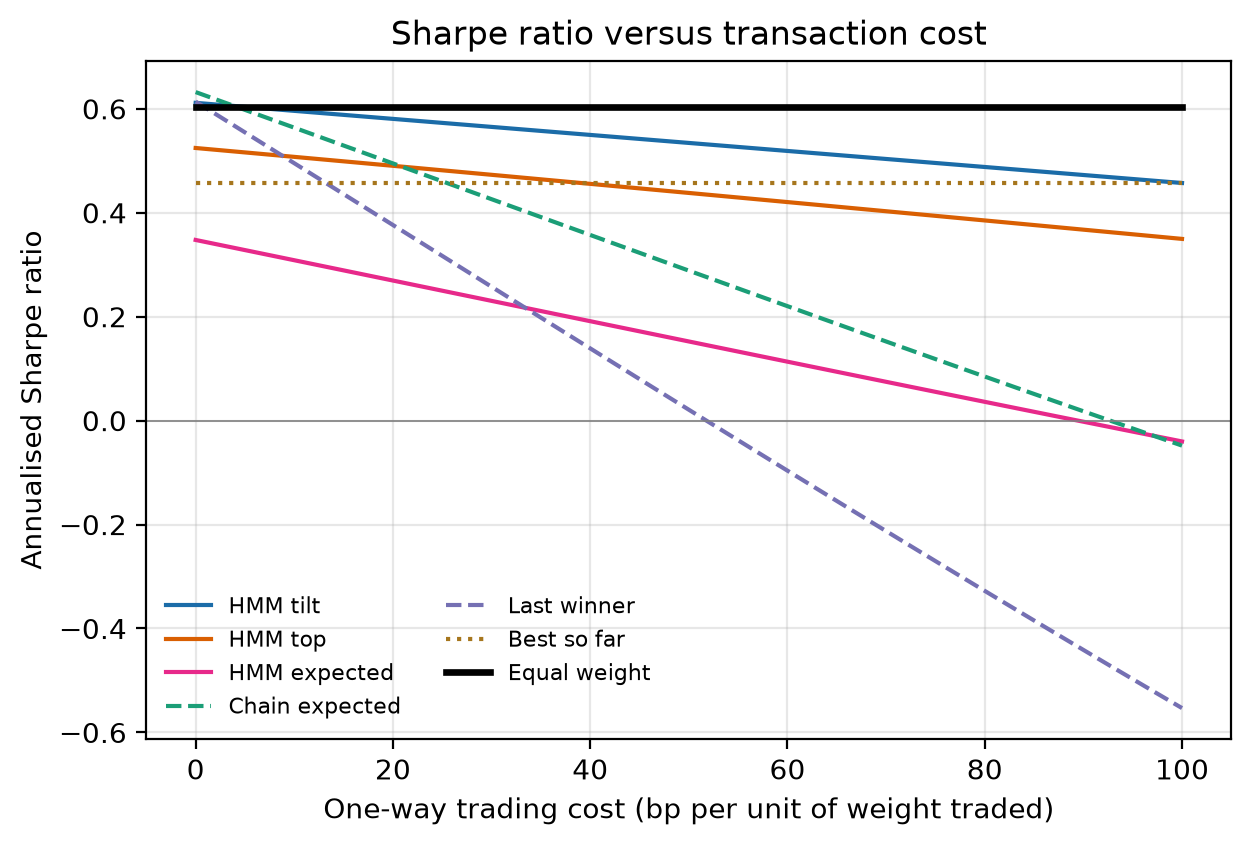 Sharpe ratio versus transaction cost
Annualised Sharpe ratio
0.6
0.4
0.2
0.0
−0.2
−0.4
−0.6
HMM tilt
HMM top
HMM expected
Chain expected
Last winner
Best so far
Equal weight
0 20 40 60 80 100
One-way trading cost (bp per unit of weight traded)